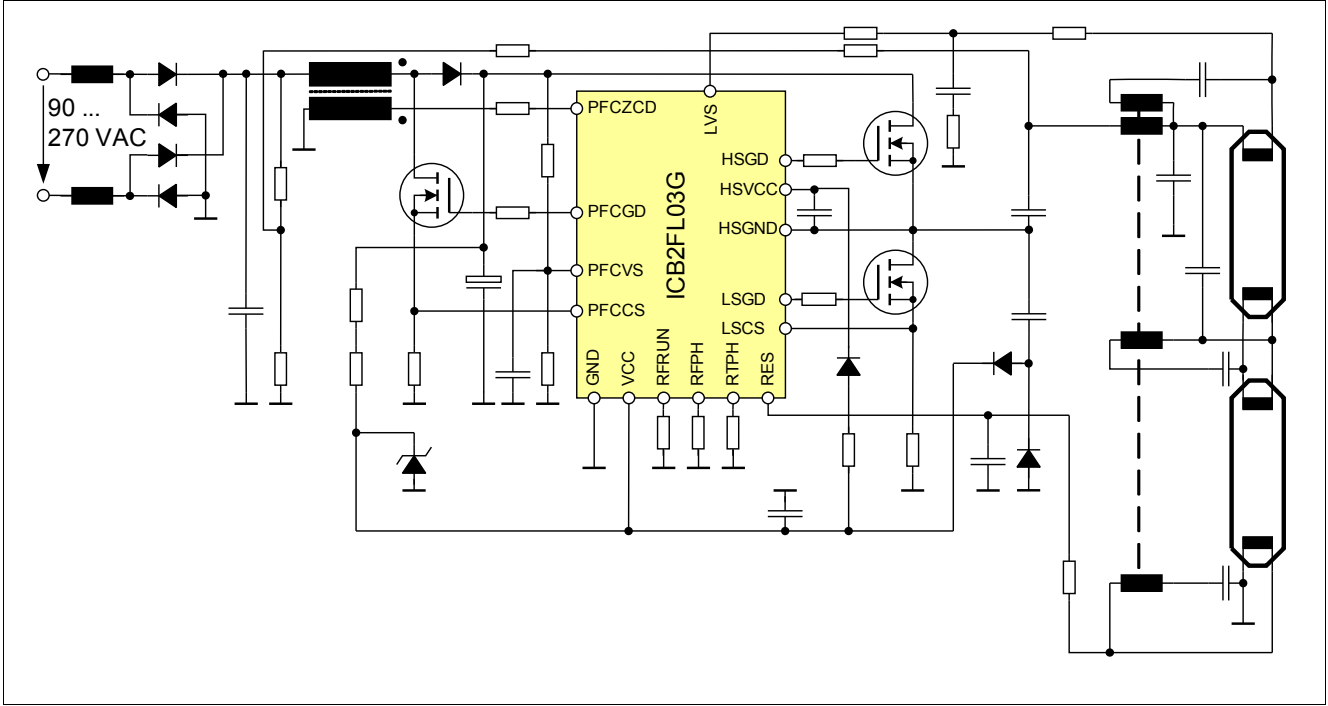 90 ...
270 VAC
PFCZCD
LVS
HSGD
HSVCC
PFCGD
HSGND
ICB2FL03G
PFCVS
LSGD
PFCCS
LSCS
GND
VCC
RFRUN
RFPH
RTPH
RES